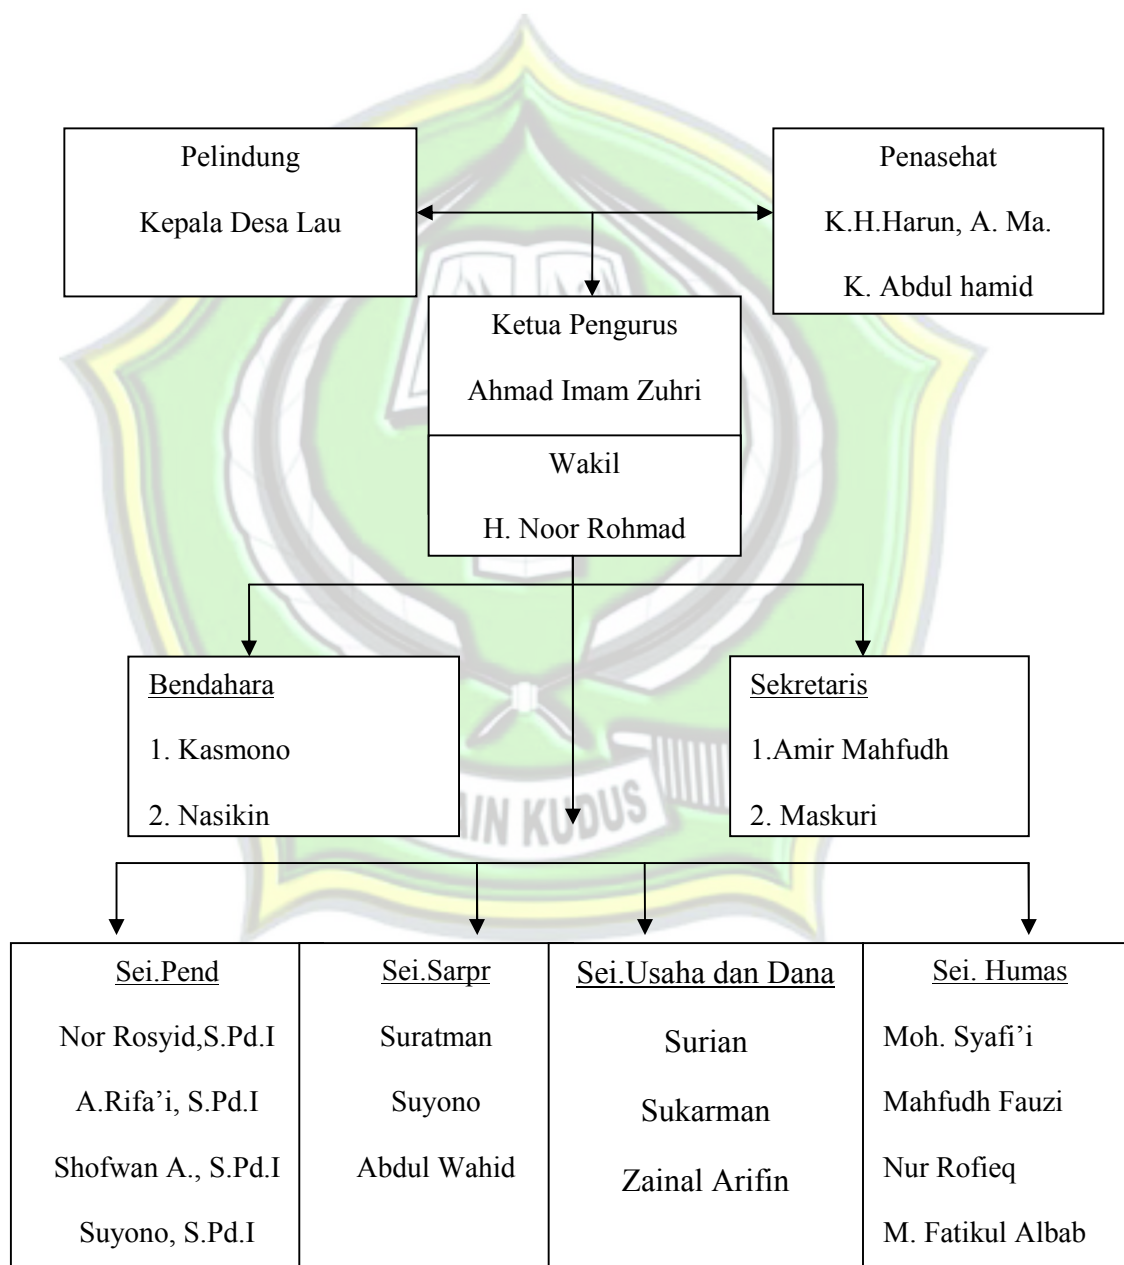 Pelindung
Kepala Desa Lau
Penasehat
K.H.Harun, A. Ma.
K. Abdul hamid
Ketua Pengurus
Ahmad Imam Zuhri
Wakil
H. Noor Rohmad
Bendahara
1. Kasmono
2. Nasikin
Sekretaris
1.Amir Mahfudh
2. Maskuri
AIN KUDUS
Sei.Pend
Nor Rosyid,S.Pd.I
A.Rifa’i, S.Pd.I
Shofwan A., S.Pd.I
Suyono, S.Pd.I
Sei.Sarpr
Suratman
Suyono
Abdul Wahid
Sei.Usaha dan Dana
Surian
Sukarman
Zainal Arifin
Sei. Humas
Moh. Syafi’i
Mahfudh Fauzi
Nur Rofieq
M. Fatikul Albab